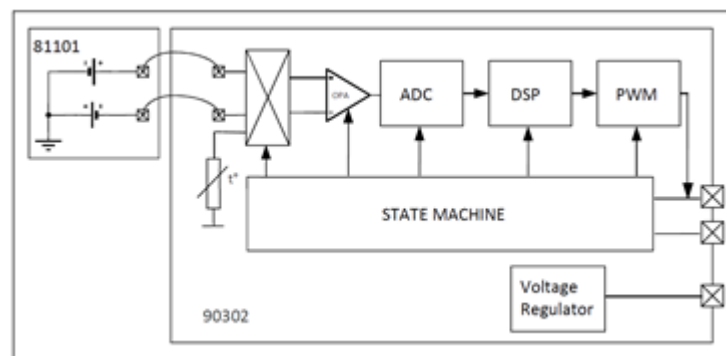 81101
OPA
ADC
DSP
PWM
t°
STATE MACHINE
Voltage
Regulator
90302